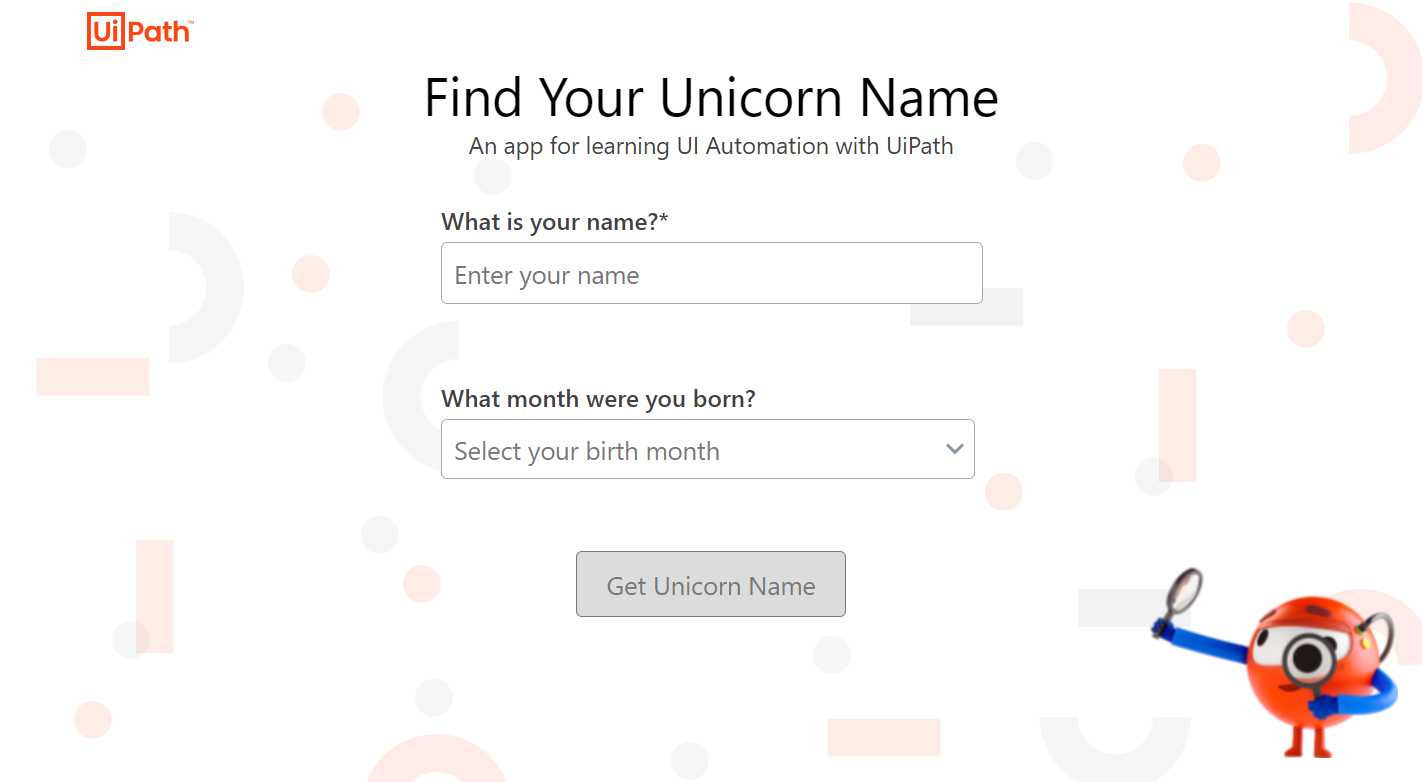 UiPath™
Find Your Unicorn Name
An app for learning UI Automation with UiPath
What is your name?*
Enter your name
What month were you born?
Select your birth month
Get Unicorn Name